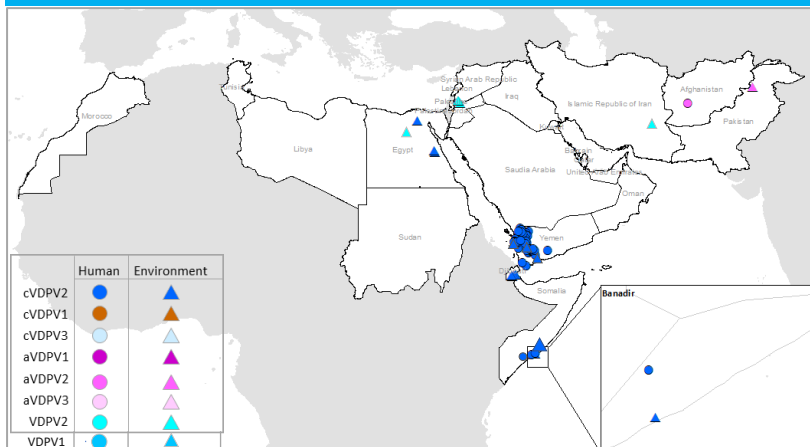 Tunisia
Syrian Arab Republic
Lebanon
Iraq
Afghanistan
Islamic Republic of Iran
Morocco
Pakistan
Libya
Egypt
Bahrain
Saudi Arabia
United Arab Emirates
Oman
Sudan
Yemen
Somalia
Banadir
Human Environment
cVDPV2
cVDPV1
cVDPV3
aVDPV1
aVDPV2
aVDPV3
VDPV2
VDPV1